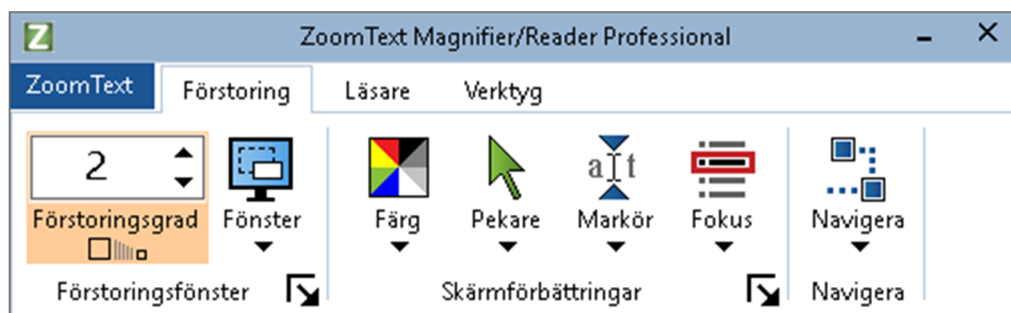 Z ZoomText Magnifier/Reader Professional
ZoomText Förstoring Läsare Verktyg
2
Förstoringsgrad Fönster Färg Pekare Markör Fokus Navigera
a t
Förstoringsfönster Skärmförbättringar Navigera